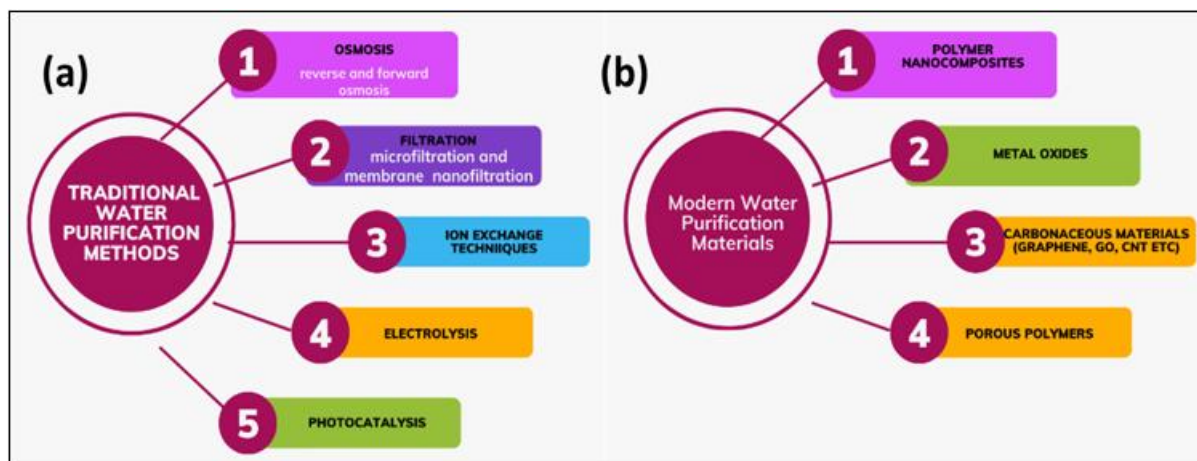 (a)
TRADITIONAL
WATER
PURIFICATION
METHODS
1
OSMOSIS
reverse and forward
osmosis
2
FILTRATION
microfiltration and
membrane nanofiltration
3
ION EXCHANGE
TECHNIIQUES
4
ELECTROLYSIS
5
PHOTOCATALYSIS
(b)
Modern Water
Purification
Materials
1
POLYMER
NANOCOMPOSITES
2
METAL OXIDES
3
CARBONACEOUS MATERIALS
(GRAPHENE, GO, CNT ETC)
4
POROUS POLYMERS